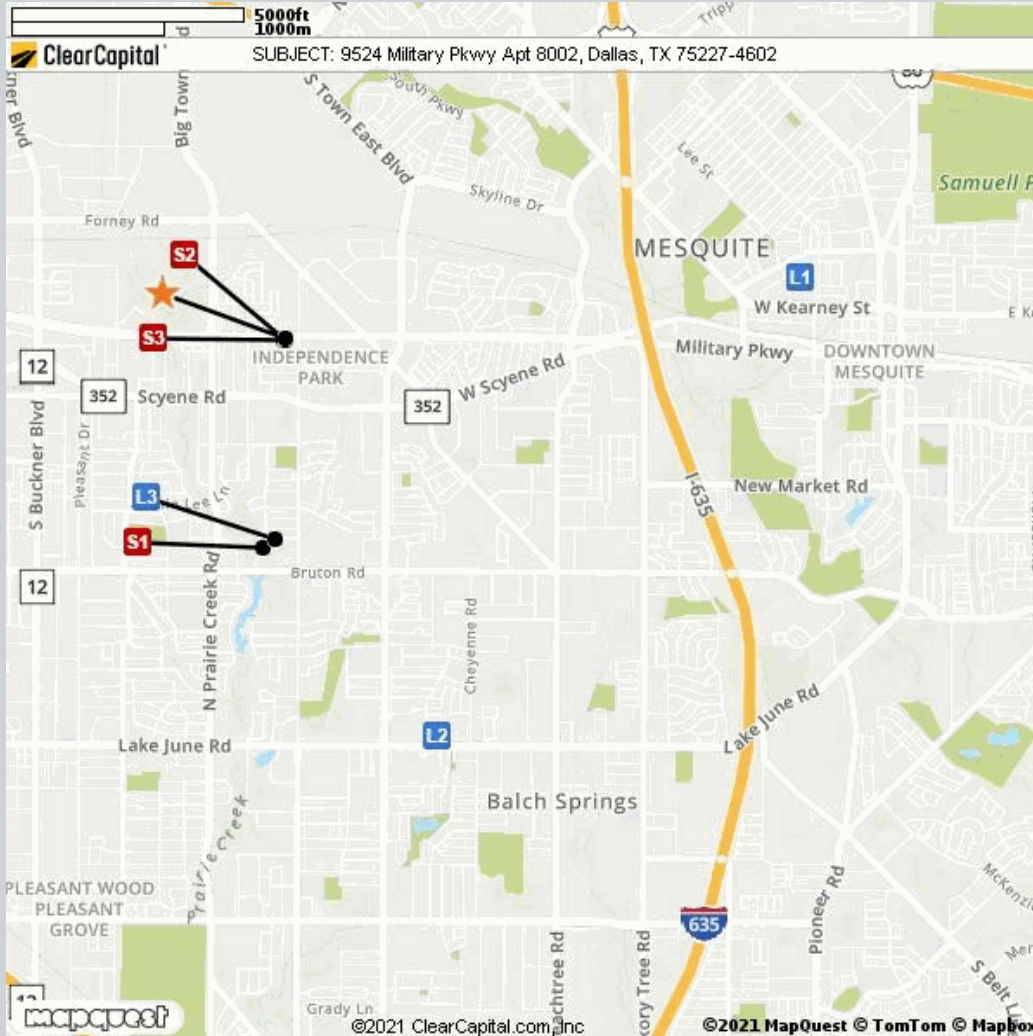 5000ft
1000m
ClearCapital
SUBJECT: 9524 Military Pkwy Apt 8002, Dallas, TX 75227-4602
Tripp
Big Town
S Town East Blvd
South Pkwy
Lee St
Skyline Dr
Samuell
Forney Rd
S2
MESQUITE
L1
W Kearney St
S3
INDEPENDENCE
PARK
Military Pkwy
DOWNTOWN
MESQUITE
12
352
Scyene Rd
352
W Scyene Rd
S Buckner Blvd
Pleasant Dr
L3
Lee Ln
I-635
New Market Rd
S1
12
Bruton Rd
N Prairie Creek Rd
Cheyenne Rd
Lake June Rd
L2
Lake June Rd
Balch Springs
Prairie Creek
PLEASANT WOOD
PLEASANT
GROVE
635
Pioneer Rd
S Belt
Grady Ln
mapquest
©2021 ClearCapital.com, Inc
©2021 MapQuest © TomTom ©